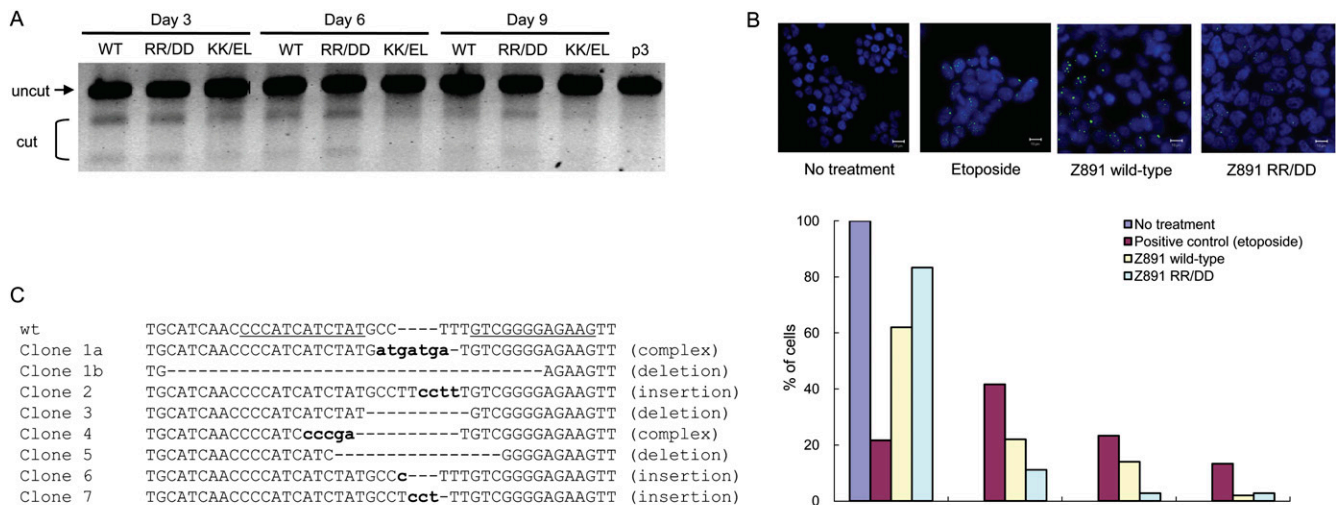 A
Day 3 Day 6 Day 9
WT RR/DD KK/EL WT RR/DD KK/EL WT RR/DD KK/EL p3
uncut
cut
B
No treatment Etoposide Z891 wild-type Z891 RR/DD
No treatment
Positive control (etoposide)
Z891 wild-type
Z891 RR/DD
% of cells
100
80
60
40
20
0
C
wt TGCATCAACCCCATCATCTATGCC----TTTGTCGGGGAGAAGTT
Clone 1a TGCATCAACCCCATCATCTATGatgatga-TGTCGGGGAGAAGTT (complex)
Clone 1b TG------------------------------------AGAAGTT (deletion)
Clone 2 TGCATCAACCCCATCATCTATGCCTTccttTGTCGGGGAGAAGTT (insertion)
Clone 3 TGCATCAACCCCATCATCTAT----------GTCGGGGAGAAGTT (deletion)
Clone 4 TGCATCAACCCCATCcccga----------TGTCGGGGAGAAGTT (complex)
Clone 5 TGCATCAACCCCATCATC----------------GGGGAGAAGTT (deletion)
Clone 6 TGCATCAACCCCATCATCTATGCCc---TTTGTCGGGGAGAAGTT (insertion)
Clone 7 TGCATCAACCCCATCATCTATGCCTcct-TTGTCGGGGAGAAGTT (insertion)